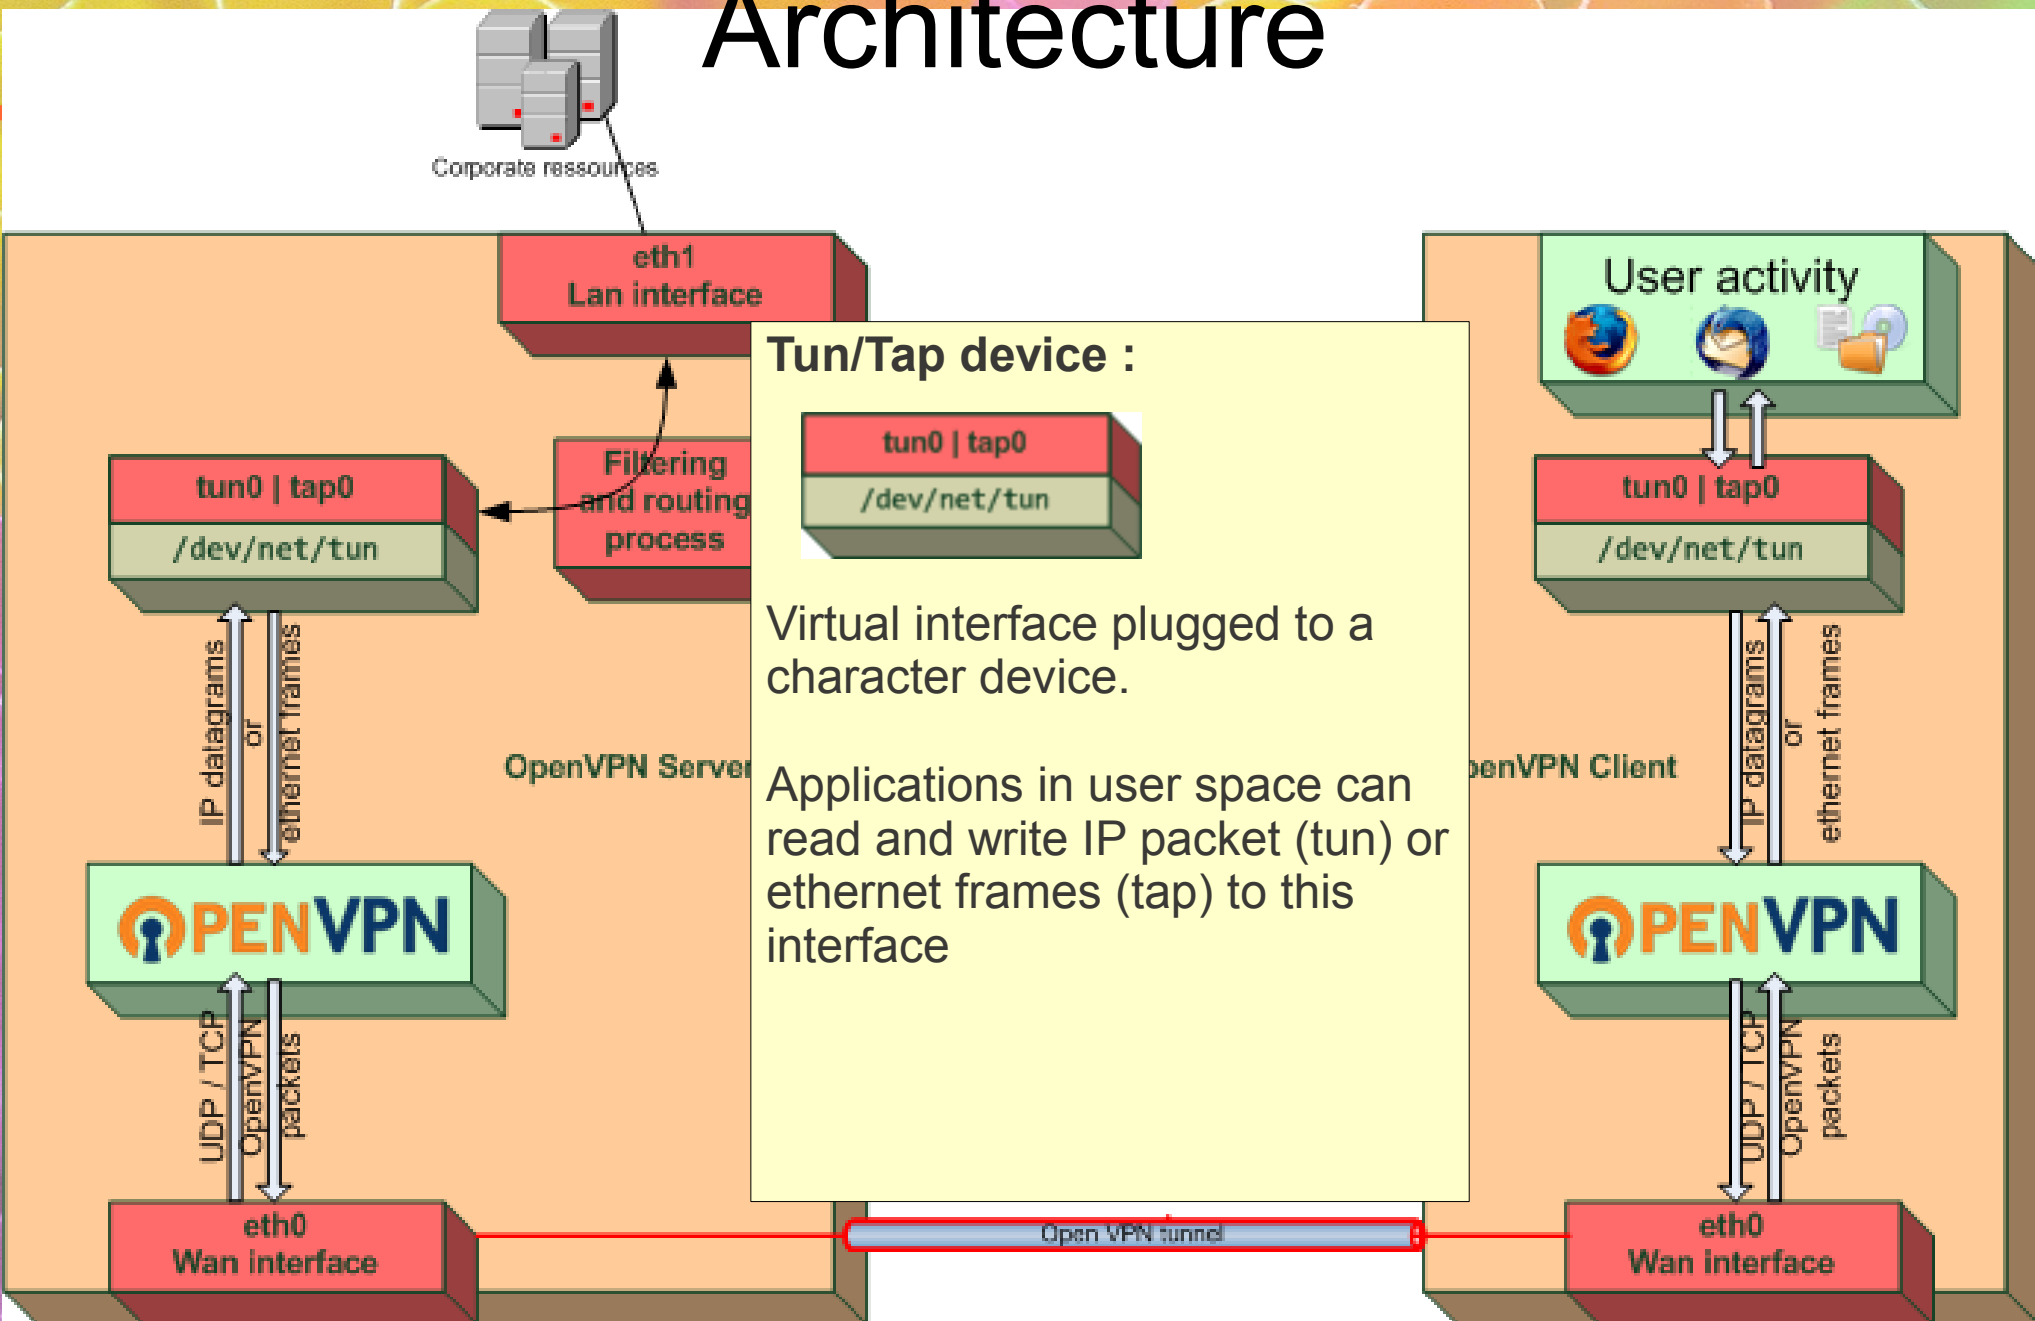 Architecture
Corporate ressources
eth1
Lan interface
User activity
Tun/Tap device :
tun0 | tap0
/dev/net/tun
Filtering
and routing
process
tun0 | tap0
/dev/net/tun
tun0 | tap0
/dev/net/tun
Virtual interface plugged to a
character device.
Applications in user space can
read and write IP packet (tun) or
ethernet frames (tap) to this
interface
IP datagrams
or
ethernet frames
OpenVPN Server
penVPN Client
IP datagrams
or
ethernet frames
OPENVPN
OPENVPN
UDP / TCP
OpenVPN
packets
UDP / TCP
OpenVPN
packets
eth0
Wan interface
Open VPN tunnel
eth0
Wan interface